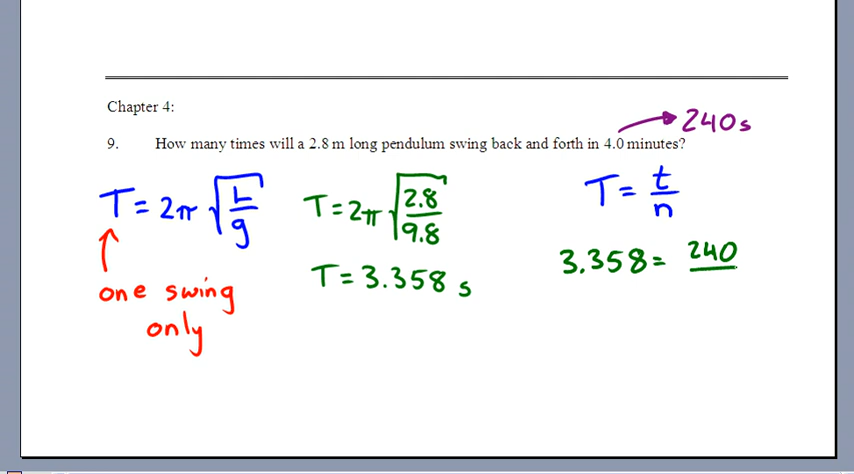 Chapter 4:
240s
9. How many times will a 2.8 m long pendulum swing back and forth in 4.0 minutes?
T = 2π √(L/g)
T = 2π √(2.8/9.8)
T = t/n
T = 3.358 s
3.358 = 240
one swing
only